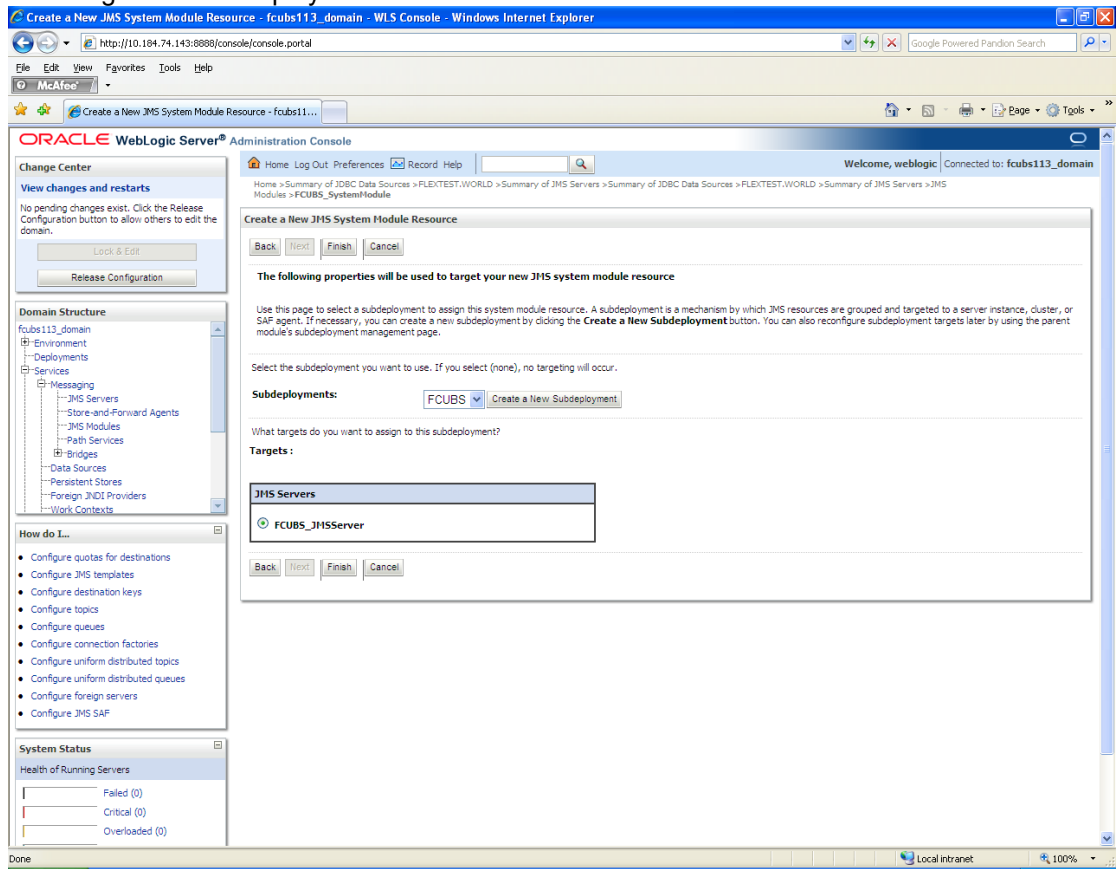 Create a New JMS System Module Resource - fcubs113_domain - WLS Console - Windows Internet Explorer
http://10.184.74.143:8888/console/console.portal
Google Powered Pandion Search
File Edit View Favorites Tools Help
McAfee
Create a New JMS System Module Resource - fcubs11...
Page Tools
ORACLE WebLogic Server® Administration Console
Change Center
View changes and restarts
No pending changes exist. Click the Release
Configuration button to allow others to edit the
domain.
Lock & Edit
Release Configuration
Domain Structure
fcubs113_domain
Environment
Deployments
Services
Messaging
JMS Servers
Store-and-Forward Agents
JMS Modules
Path Services
Bridges
Data Sources
Persistent Stores
Foreign JNDI Providers
Work Contexts
How do I...
Configure quotas for destinations
Configure JMS templates
Configure destination keys
Configure topics
Configure queues
Configure connection factories
Configure uniform distributed topics
Configure uniform distributed queues
Configure foreign servers
Configure JMS SAF
System Status
Health of Running Servers
Failed (0)
Critical (0)
Overloaded (0)
Home Log Out Preferences Record Help
Welcome, weblogic Connected to: fcubs113_domain
Home >Summary of JDBC Data Sources >FLEXTEST.WORLD >Summary of JMS Servers >Summary of JDBC Data Sources >FLEXTEST.WORLD >Summary of JMS Servers >JMS
Modules >FCUBS_SystemModule
Create a New JMS System Module Resource
Back Next Finish Cancel
The following properties will be used to target your new JMS system module resource
Use this page to select a subdeployment to assign this system module resource. A subdeployment is a mechanism by which JMS resources are grouped and targeted to a server instance, cluster, or
SAF agent. If necessary, you can create a new subdeployment by clicking the Create a New Subdeployment button. You can also reconfigure subdeployment targets later by using the parent
module's subdeployment management page.
Select the subdeployment you want to use. If you select (none), no targeting will occur.
Subdeployments: FCUBS Create a New Subdeployment
What targets do you want to assign to this subdeployment?
Targets :
JMS Servers
FCUBS_JMSServer
Back Next Finish Cancel
Done
Local intranet
100%